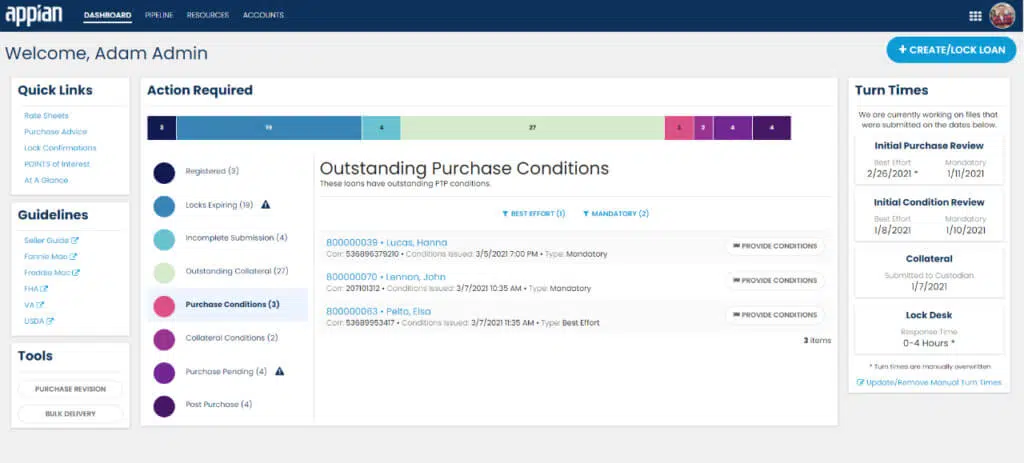 appian DASHBOARD PIPELINE RESOURCES ACCOUNTS
Welcome, Adam Admin
+ CREATE/LOCK LOAN
Quick Links
Rate Sheets
Purchase Advice
Lock Confirmations
POINTS of Interest
At A Glance
Guidelines
Seller Guide
Fannie Mae
Freddie Mac
FHA
VA
USDA
Tools
PURCHASE REVISION
BULK DELIVERY
Action Required
3 19 4 27 3 2 4 4
Registered (3)
Locks Expiring (19)
Incomplete Submission (4)
Outstanding Collateral (27)
Purchase Conditions (3)
Collateral Conditions (2)
Purchase Pending (4)
Post Purchase (4)
Outstanding Purchase Conditions
These loans have outstanding PTP conditions.
BEST EFFORT (1) MANDATORY (2)
800000039 • Lucas, Hanna
Corr: 536896379210 • Conditions Issued: 3/5/2021 7:00 PM • Type: Mandatory
PROVIDE CONDITIONS
800000070 • Lennon, John
Corr: 207101312 • Conditions Issued: 3/7/2021 10:35 AM • Type: Mandatory
PROVIDE CONDITIONS
800000063 • Pelto, Elsa
Corr: 53689953417 • Conditions Issued: 3/7/2021 11:35 AM • Type: Best Effort
PROVIDE CONDITIONS
3 items
Turn Times
We are currently working on files that
were submitted on the dates below.
Initial Purchase Review
Best Effort Mandatory
2/26/2021 * 1/11/2021
Initial Condition Review
Best Effort Mandatory
1/8/2021 1/10/2021
Collateral
Submitted to Custodian
1/7/2021
Lock Desk
Response Time
0-4 Hours *
* Turn times are manually overwritten
Update/Remove Manual Turn Times